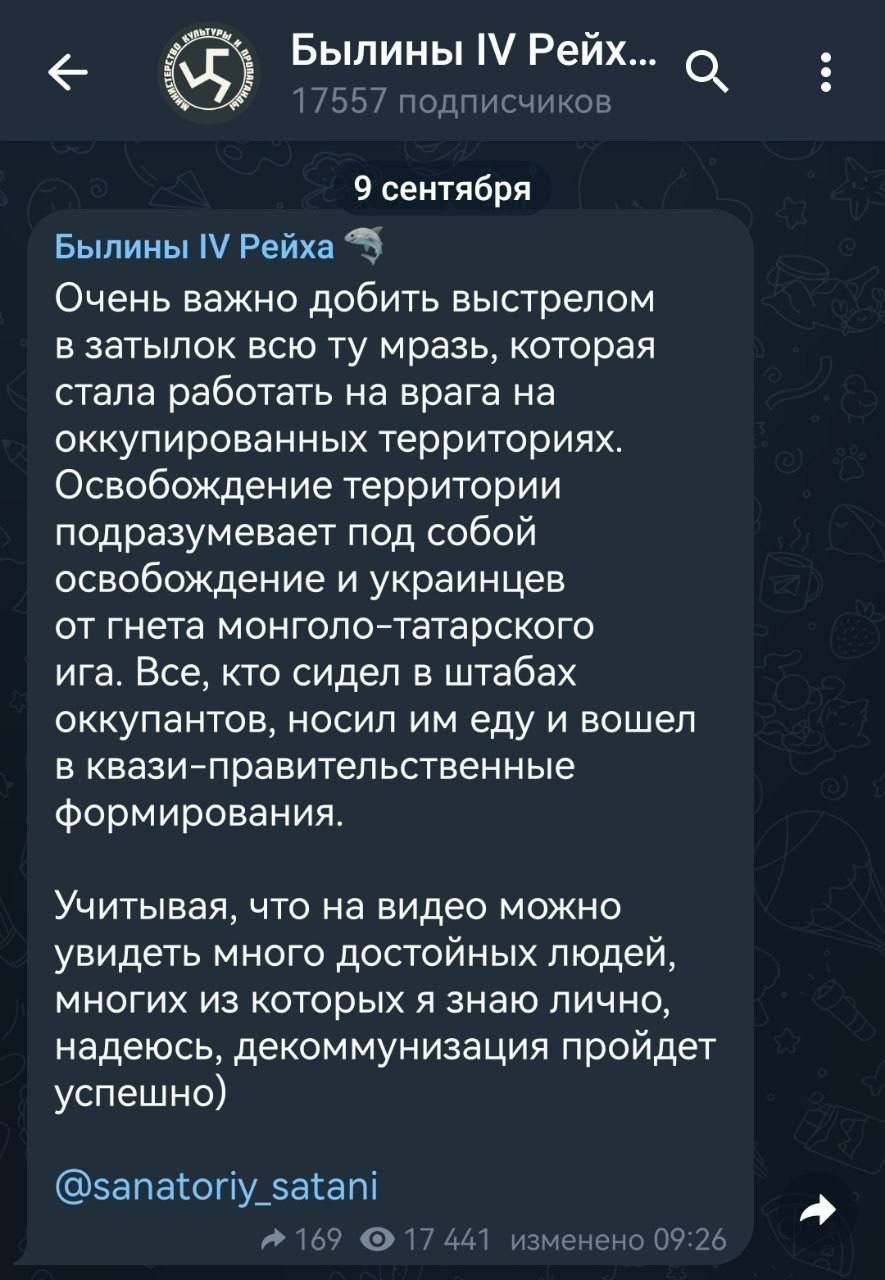 МИНИСТЕРСТВО КУЛЬТУРЫ И ПРОПАГАНДЫ
Былины IV Рейх...
17557 подписчиков
9 сентября
Былины IV Рейха
Очень важно добить выстрелом
в затылок всю ту мразь, которая
стала работать на врага на
оккупированных территориях.
Освобождение территории
подразумевает под собой
освобождение и украинцев
от гнета монголо-татарского
ига. Все, кто сидел в штабах
оккупантов, носил им еду и вошел
в квази-правительственные
формирования.
Учитывая, что на видео можно
увидеть много достойных людей,
многих из которых я знаю лично,
надеюсь, декоммунизация пройдет
успешно)
@sanatoriy_satani
169 17 441 изменено 09:26